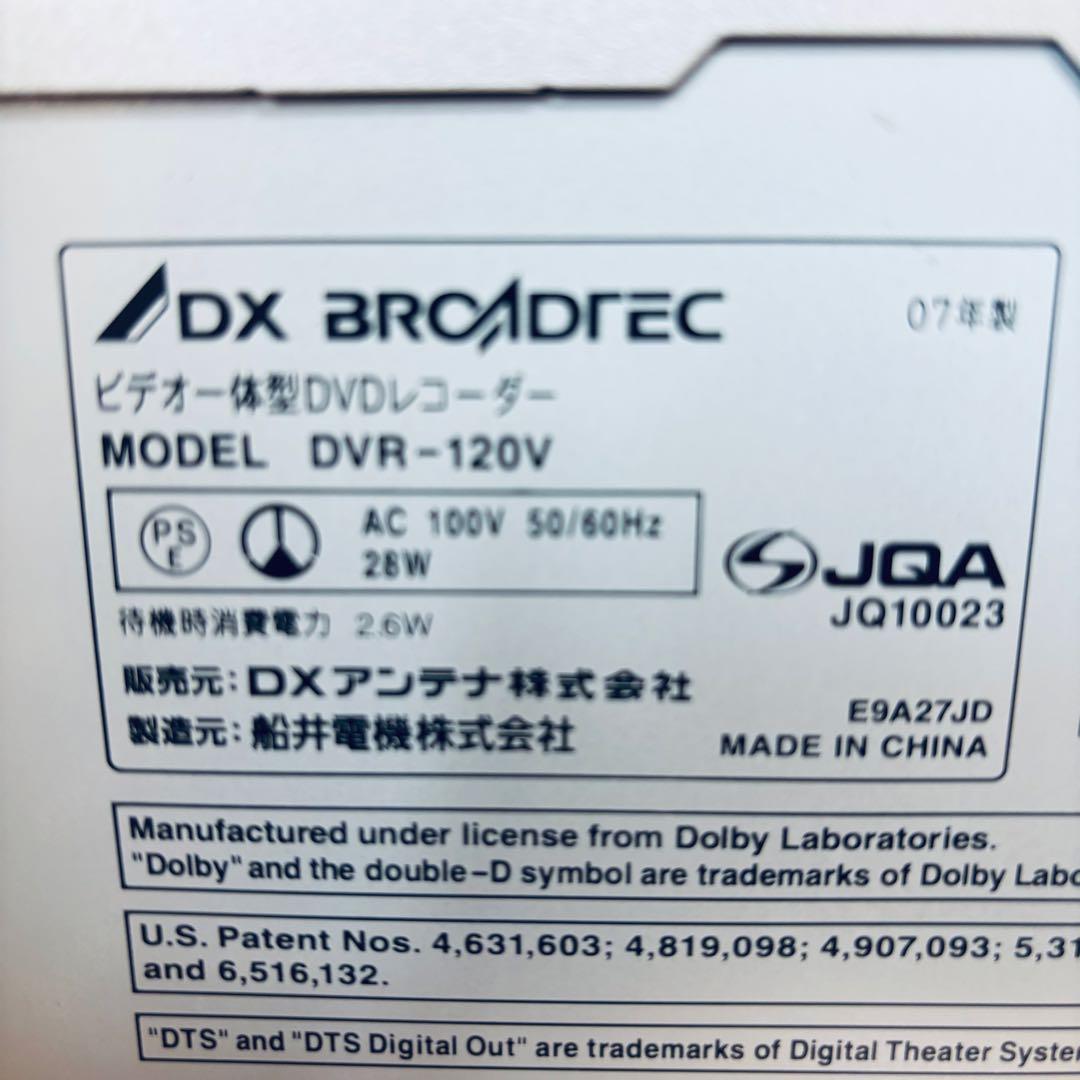 DX BROADTEC 07年製
ビデオ一体型DVDレコーダー
MODEL DVR-120V
PSE AC 100V 50/60Hz
28W
JQA
JQ10023
待機時消費電力 2.6W
販売元:DXアンテナ株式会社
製造元:船井電機株式会社
E9A27JD
MADE IN CHINA
Manufactured under license from Dolby Laboratories.
"Dolby" and the double-D symbol are trademarks of Dolby Labo
U.S. Patent Nos. 4,631,603; 4,819,098; 4,907,093; 5,31
and 6,516,132.
"DTS" and "DTS Digital Out" are trademarks of Digital Theater System